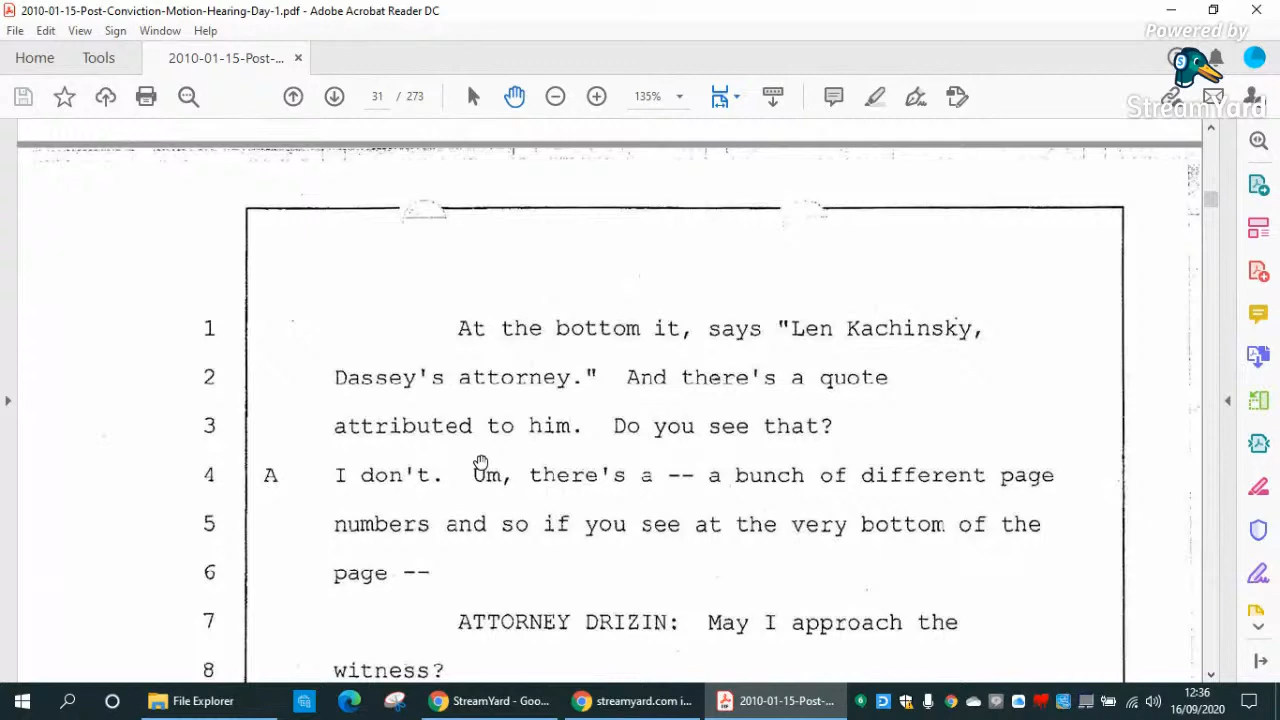 2010-01-15-Post-Conviction-Motion-Hearing-Day-1.pdf - Adobe Acrobat Reader DC
File Edit View Sign Window Help
Powered by
Home Tools 2010-01-15-Post-... ×
31 / 273 135%
StreamYard
1 At the bottom it, says "Len Kachinsky,
2 Dassey's attorney." And there's a quote
3 attributed to him. Do you see that?
4 A I don't. Um, there's a -- a bunch of different page
5 numbers and so if you see at the very bottom of the
6 page --
7 ATTORNEY DRIZIN: May I approach the
8 witness?
File Explorer StreamYard - Goo... streamyard.com i... 2010-01-15-Post-... 12:36
16/09/2020